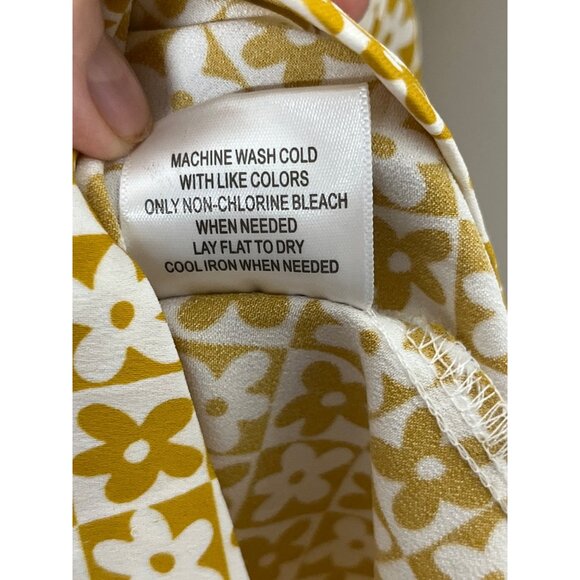 MACHINE WASH COLD
WITH LIKE COLORS
ONLY NON-CHLORINE BLEACH
WHEN NEEDED
LAY FLAT TO DRY
COOL IRON WHEN NEEDED